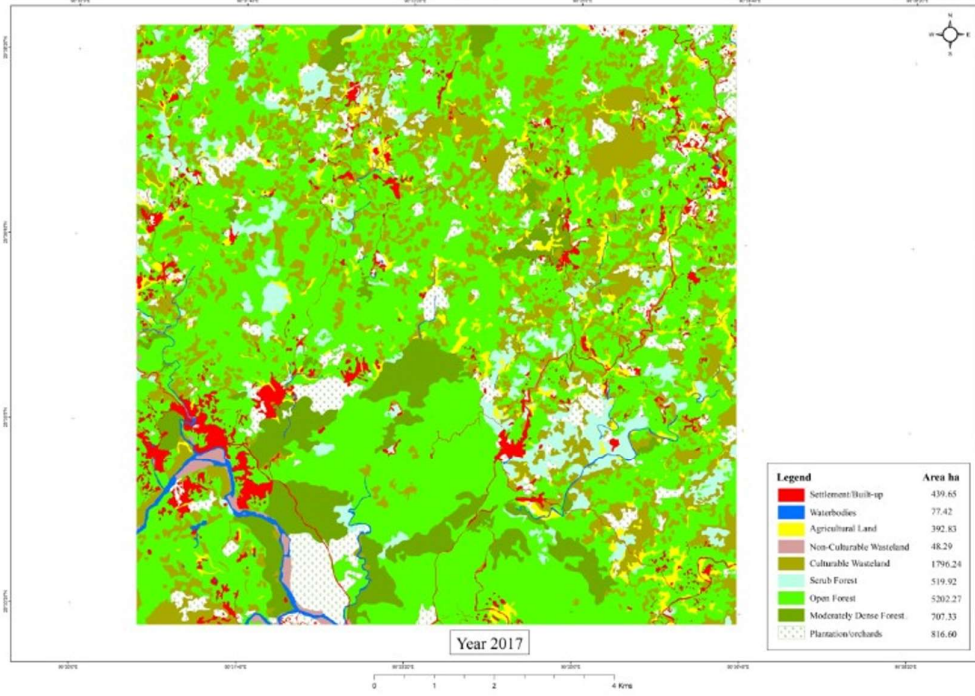 N
W E
S
Legend Area ha
Settlement/Built-up 439.65
Waterbodies 77.42
Agricultural Land 392.83
Non-Culturable Wasteland 48.29
Culturable Wasteland 1796.24
Scrub Forest 519.92
Open Forest 5202.27
Moderately Dense Forest 707.33
Plantation/orchards 816.60
Year 2017
0 1 2 4 Kms